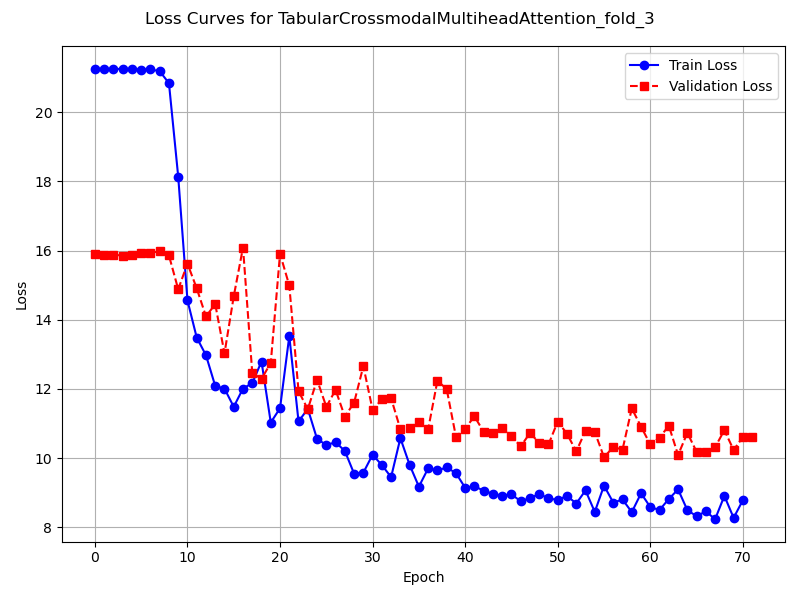 Loss Curves for TabularCrossmodalMultiheadAttention_fold_3
Train Loss
Validation Loss
20
18
16
14
12
10
8
Loss
0 10 20 30 40 50 60 70
Epoch